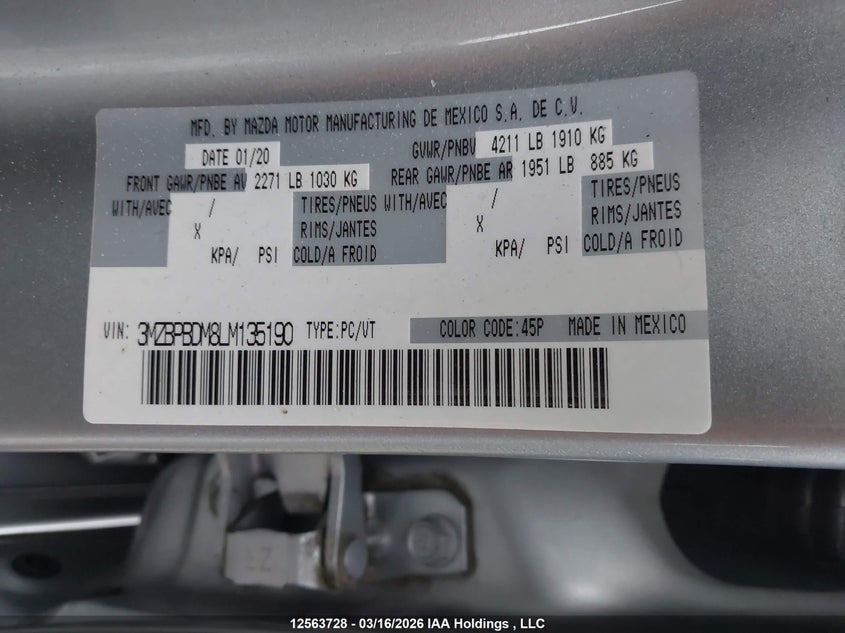 MFD. BY MAZDA MOTOR MANUFACTURING DE MEXICO S.A. DE C.V.
DATE 01/20 GVWR/PNBV 4211 LB 1910 KG
FRONT GAWR/PNBE AV 2271 LB 1030 KG REAR GAWR/PNBE AR 1951 LB 885 KG
WITH/AVEC / TIRES/PNEUS WITH/AVEC / TIRES/PNEUS
X RIMS/JANTES X RIMS/JANTES
KPA/ PSI COLD/A FROID KPA/ PSI COLD/A FROID
VIN: 3MZBPBDM8LM135190 TYPE:PC/VT COLOR CODE:45P MADE IN MEXICO
LZ
12563728 - 03/16/2026 IAA Holdings , LLC